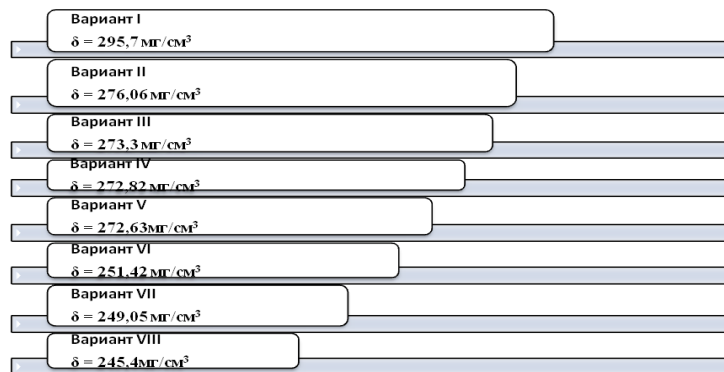 Вариант I
δ = 295,7 мг/см³
Вариант II
δ = 276,06 мг/см³
Вариант III
δ = 273,3 мг/см³
Вариант IV
δ = 272,82 мг/см³
Вариант V
δ = 272,63мг/см³
Вариант VI
δ = 251,42 мг/см³
Вариант VII
δ = 249,05 мг/см³
Вариант VIII
δ = 245,4мг/см³